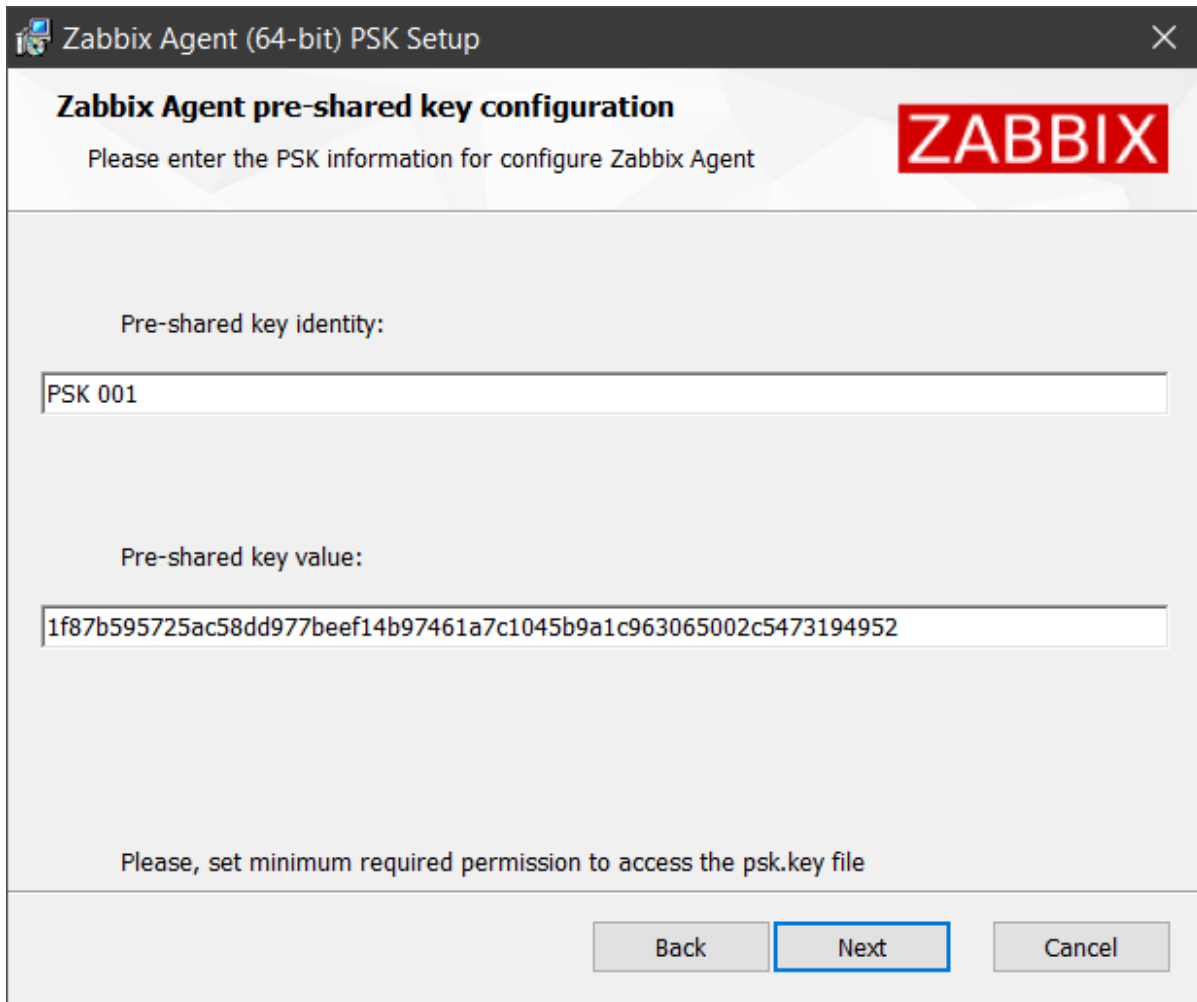 Zabbix Agent (64-bit) PSK Setup
Zabbix Agent pre-shared key configuration
Please enter the PSK information for configure Zabbix Agent
ZABBIX
Pre-shared key identity:
PSK 001
Pre-shared key value:
1f87b595725ac58dd977beef14b97461a7c1045b9a1c963065002c5473194952
Please, set minimum required permission to access the psk.key file
Back
Next
Cancel